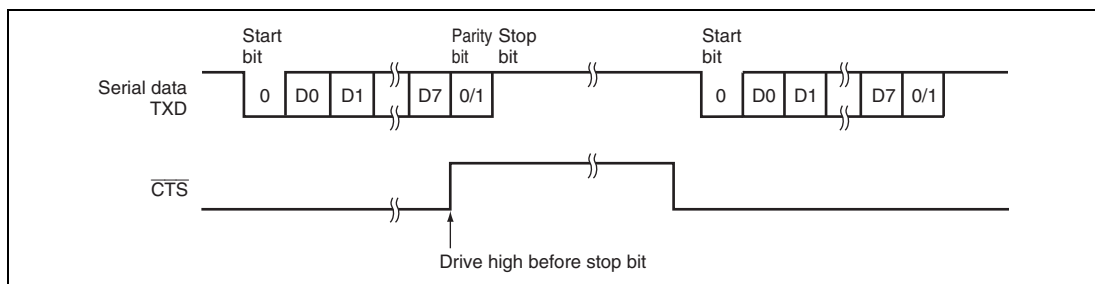 Start bit
Parity bit
Stop bit
Start bit
Serial data TXD
0 D0 D1 D7 0/1 0 D0 D1 D7 0/1
CTS
Drive high before stop bit